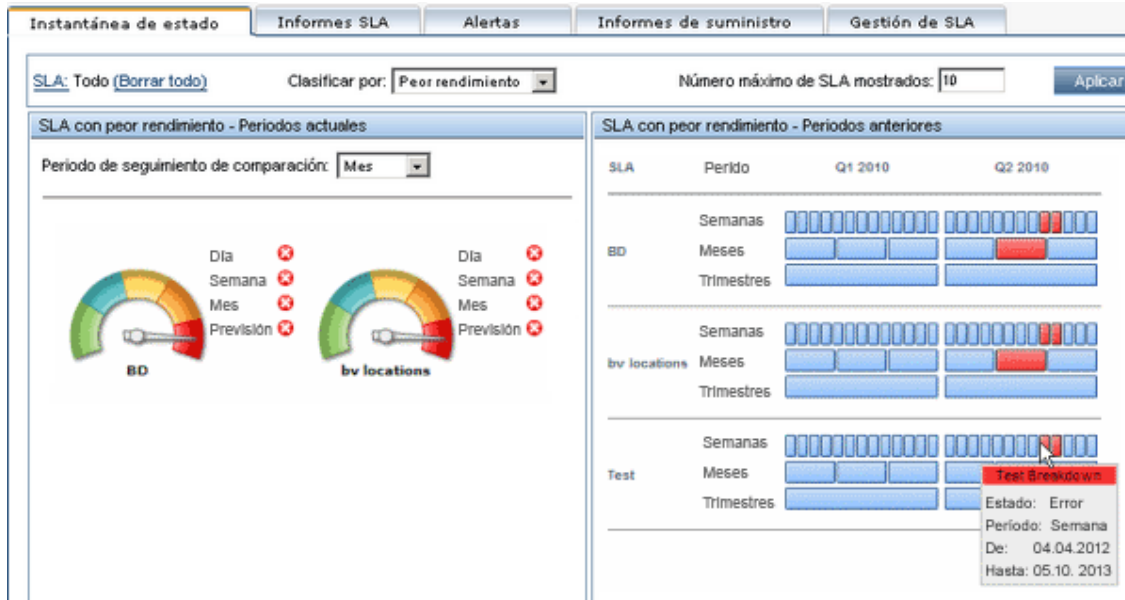 Instantánea de estado Informes SLA Alertas Informes de suministro Gestión de SLA
SLA: Todo (Borrar todo) Clasificar por: Peor rendimiento Número máximo de SLA mostrados: 10 Aplicar
SLA con peor rendimiento - Periodos actuales
Periodo de seguimiento de comparación: Mes
Día
Semana
Mes
Previsión
BD
Día
Semana
Mes
Previsión
bv locations
SLA con peor rendimiento - Periodos anteriores
SLA Perido Q1 2010 Q2 2010
Semanas
BD Meses
Trimestres
Semanas
bv locations Meses
Trimestres
Semanas
Test Meses
Trimestres
Test Breakdown
Estado: Error
Período: Semana
De: 04.04.2012
Hasta: 05.10. 2013